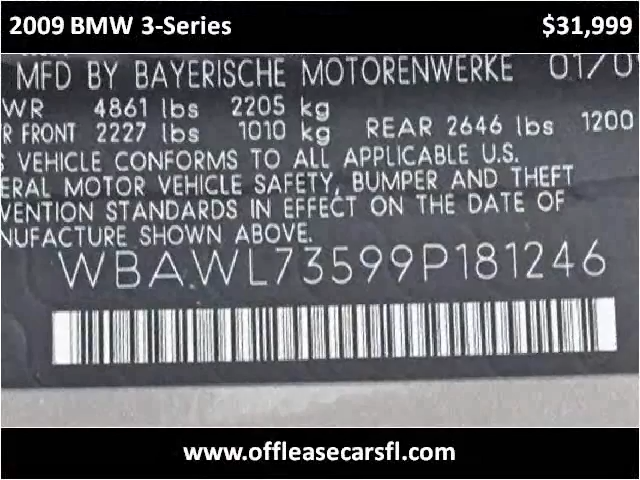 2009 BMW 3-Series $31,999
MFD BY BAYERISCHE MOTORENWERKE 01/0
WR 4861 lbs 2205 kg
R FRONT 2227 lbs 1010 kg REAR 2646 lbs 1200
S VEHICLE CONFORMS TO ALL APPLICABLE U.S.
ERAL MOTOR VEHICLE SAFETY, BUMPER AND THEFT
VENTION STANDARDS IN EFFECT ON THE DATE OF
NUFACTURE SHOWN ABOVE.
WBAWL73599P181246
www.offleasecarsfl.com